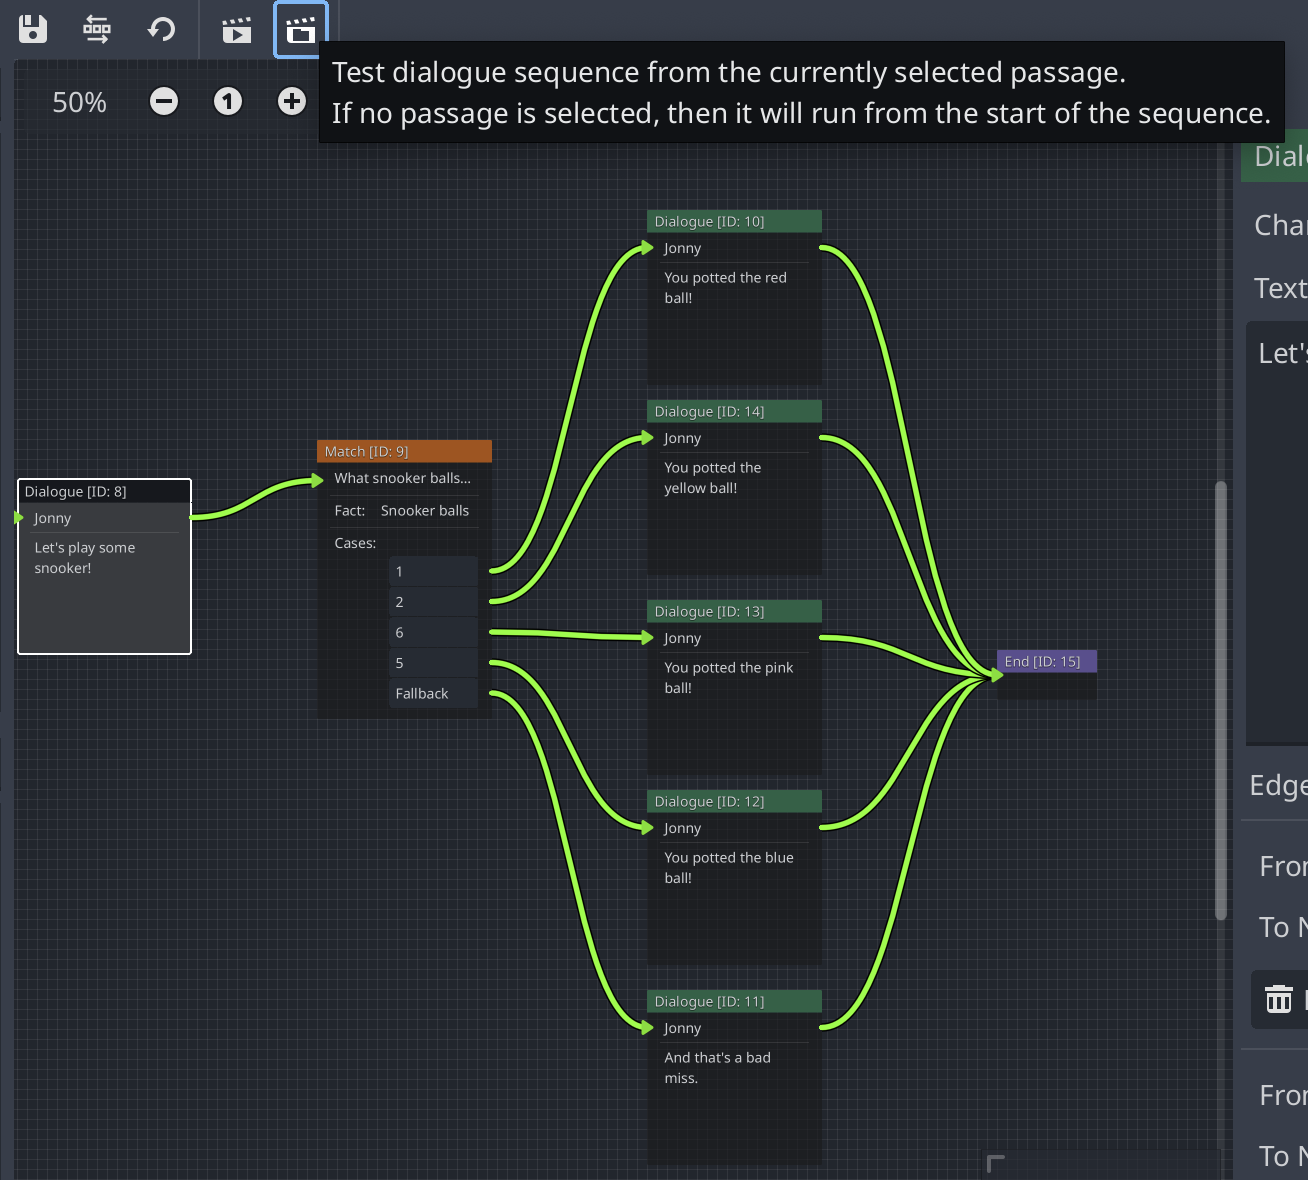 Test dialogue sequence from the currently selected passage.
If no passage is selected, then it will run from the start of the sequence.
50%
1
Dialogue [ID: 8]
Jonny
Let's play some
snooker!
Match [ID: 9]
What snooker balls...
Fact: Snooker balls
Cases:
1
2
6
5
Fallback
Dialogue [ID: 10]
Jonny
You potted the red
ball!
Dialogue [ID: 14]
Jonny
You potted the
yellow ball!
Dialogue [ID: 13]
Jonny
You potted the pink
ball!
Dialogue [ID: 12]
Jonny
You potted the blue
ball!
Dialogue [ID: 11]
Jonny
And that's a bad
miss.
End [ID: 15]
Text
Let's
Edge
To N
To N